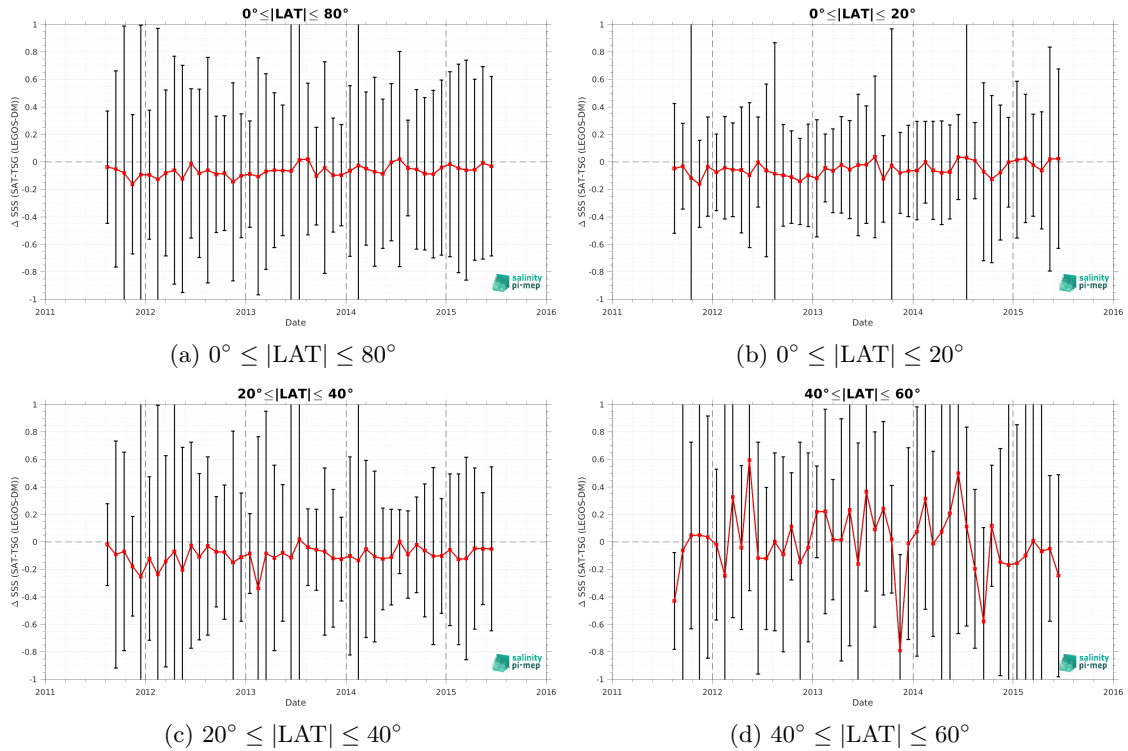 0°≤|LAT|≤ 80°
Δ SSS (SAT-TSG (LEGOS-DM))
1
0.8
0.6
0.4
0.2
0
-0.2
-0.4
-0.6
-0.8
-1
2011
2012
2013
2014
2015
2016
Date
salinity
pi-mep
(a) 0° ≤ |LAT| ≤ 80°
0°≤|LAT|≤ 20°
Δ SSS (SAT-TSG (LEGOS-DM))
1
0.8
0.6
0.4
0.2
0
-0.2
-0.4
-0.6
-0.8
-1
2011
2012
2013
2014
2015
2016
Date
salinity
pi-mep
(b) 0° ≤ |LAT| ≤ 20°
20°≤|LAT|≤ 40°
Δ SSS (SAT-TSG (LEGOS-DM))
1
0.8
0.6
0.4
0.2
0
-0.2
-0.4
-0.6
-0.8
-1
2011
2012
2013
2014
2015
2016
Date
salinity
pi-mep
(c) 20° ≤ |LAT| ≤ 40°
40°≤|LAT|≤ 60°
Δ SSS (SAT-TSG (LEGOS-DM))
1
0.8
0.6
0.4
0.2
0
-0.2
-0.4
-0.6
-0.8
-1
2011
2012
2013
2014
2015
2016
Date
salinity
pi-mep
(d) 40° ≤ |LAT| ≤ 60°